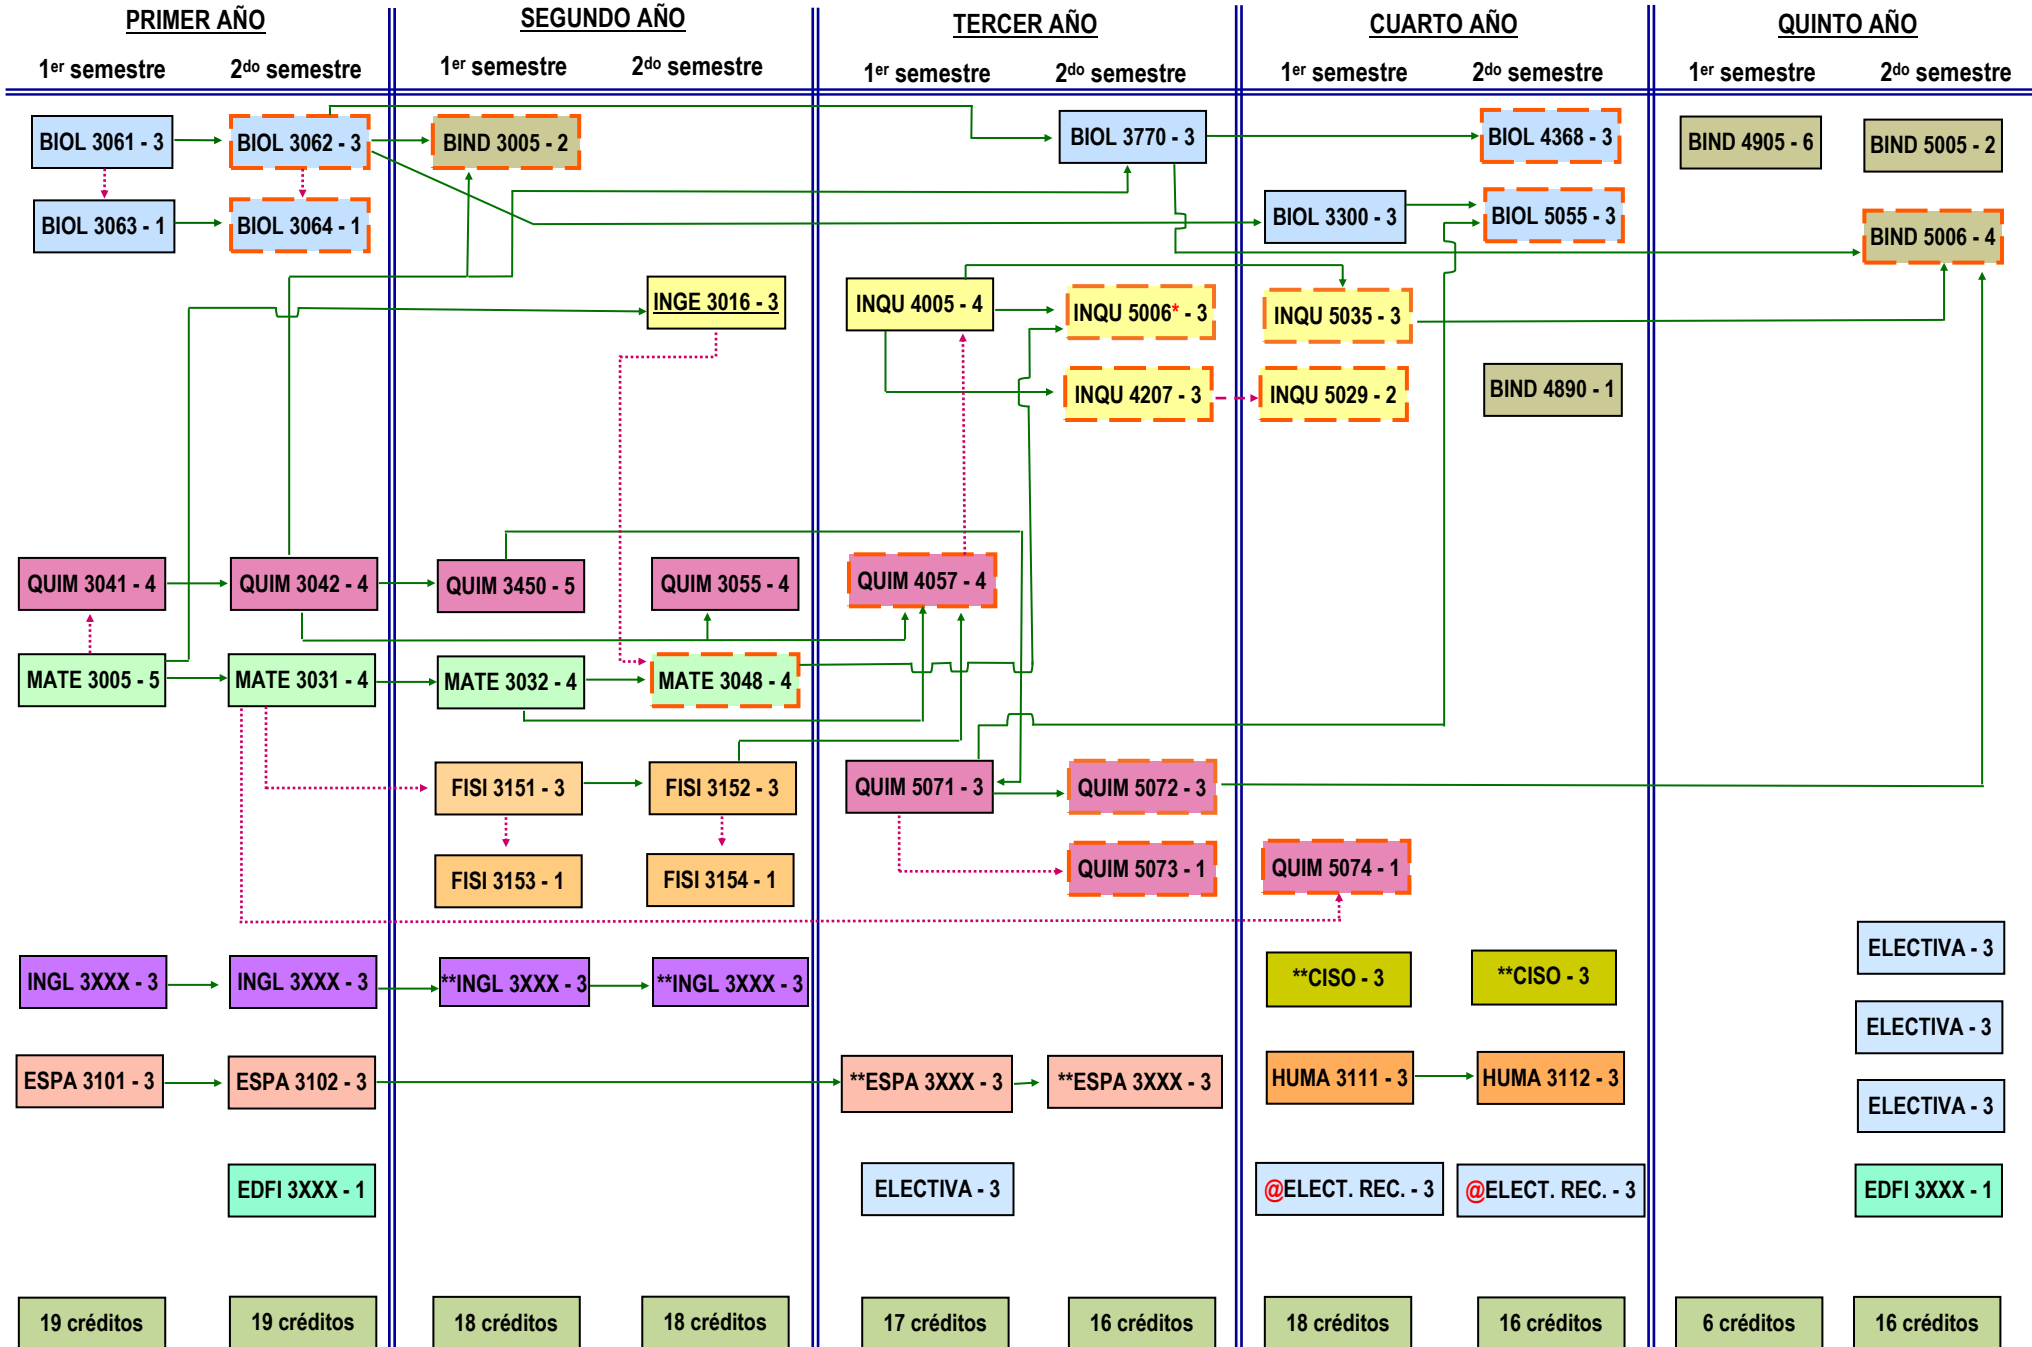 PRIMER AÑO
SEGUNDO AÑO
TERCER AÑO
CUARTO AÑO
QUINTO AÑO
1er semestre
2do semestre
1er semestre
2do semestre
1er semestre
2do semestre
1er semestre
2do semestre
1er semestre
2do semestre
BIOL 3061 - 3
BIOL 3062 - 3
BIND 3005 - 2
BIOL 3770 - 3
BIOL 4368 - 3
BIND 4905 - 6
BIND 5005 - 2
BIOL 3063 - 1
BIOL 3064 - 1
BIOL 3300 - 3
BIOL 5055 - 3
BIND 5006 - 4
INGE 3016 - 3
INQU 4005 - 4
INQU 5006* - 3
INQU 5035 - 3
INQU 4207 - 3
INQU 5029 - 2
BIND 4890 - 1
QUIM 3041 - 4
QUIM 3042 - 4
QUIM 3450 - 5
QUIM 3055 - 4
QUIM 4057 - 4
MATE 3005 - 5
MATE 3031 - 4
MATE 3032 - 4
MATE 3048 - 4
FISI 3151 - 3
FISI 3152 - 3
QUIM 5071 - 3
QUIM 5072 - 3
FISI 3153 - 1
FISI 3154 - 1
QUIM 5073 - 1
QUIM 5074 - 1
INGL 3XXX - 3
INGL 3XXX - 3
**INGL 3XXX - 3
**INGL 3XXX - 3
**CISO - 3
**CISO - 3
ELECTIVA - 3
ELECTIVA - 3
ESPA 3101 - 3
ESPA 3102 - 3
**ESPA 3XXX - 3
**ESPA 3XXX - 3
HUMA 3111 - 3
HUMA 3112 - 3
ELECTIVA - 3
EDFI 3XXX - 1
ELECTIVA - 3
@ELECT. REC. - 3
@ELECT. REC. - 3
EDFI 3XXX - 1
19 créditos
19 créditos
18 créditos
18 créditos
17 créditos
16 créditos
18 créditos
16 créditos
6 créditos
16 créditos